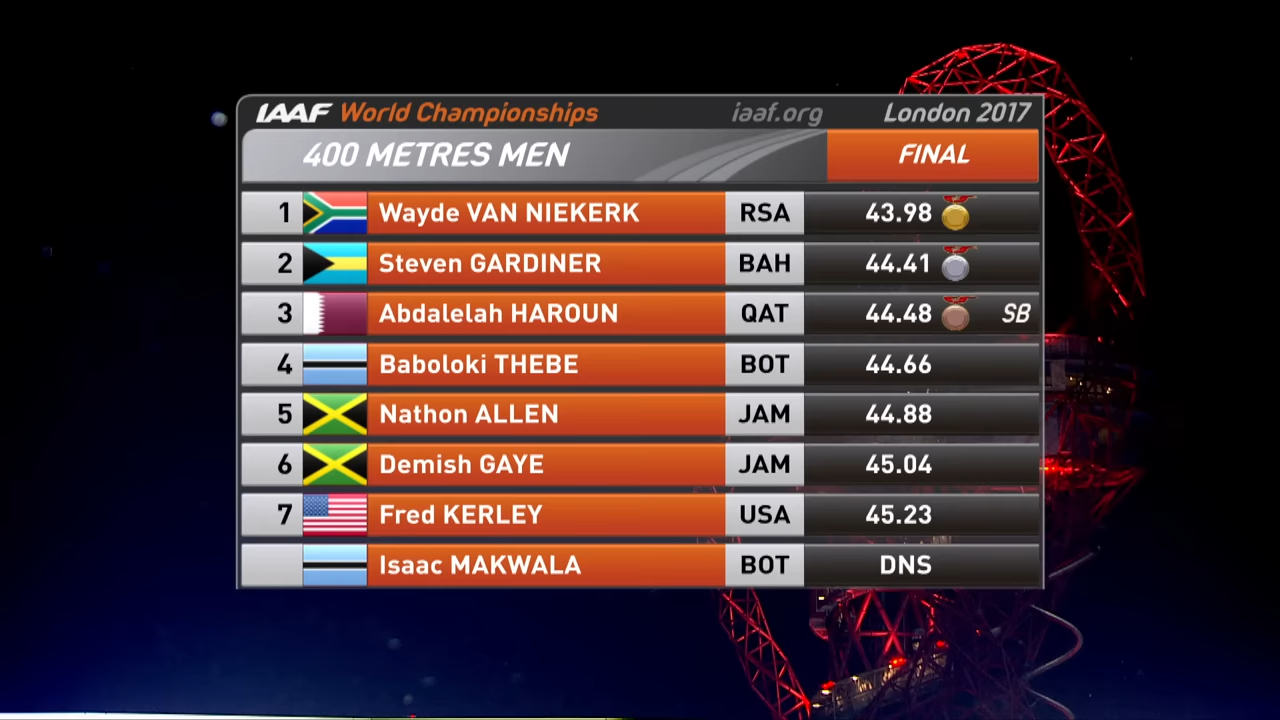 IAAF World Championships iaaf.org London 2017
400 METRES MEN FINAL
1 Wayde VAN NIEKERK RSA 43.98
2 Steven GARDINER BAH 44.41
3 Abdalelah HAROUN QAT 44.48 SB
4 Baboloki THEBE BOT 44.66
5 Nathon ALLEN JAM 44.88
6 Demish GAYE JAM 45.04
7 Fred KERLEY USA 45.23
Isaac MAKWALA BOT DNS